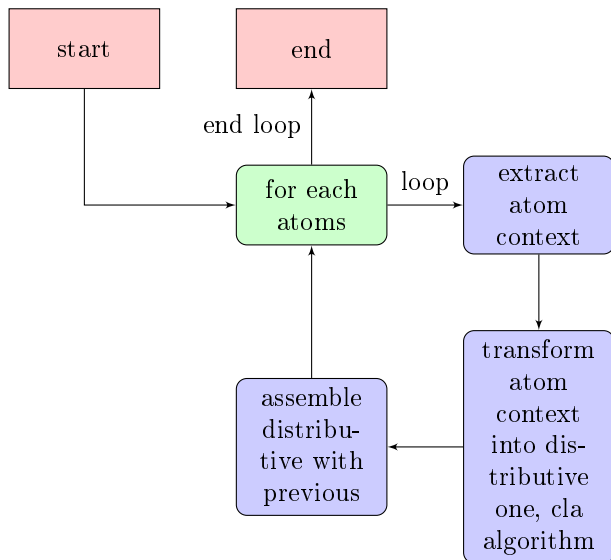 start
end
end loop
for each
atoms
loop
extract
atom
context
transform
atom
context
into dis-
tributive
one, cla
algorithm
assemble
distribu-
tive with
previous